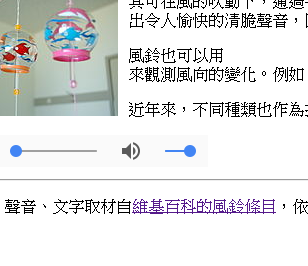 其可在風的吹動下，通過
出令人愉快的清脆聲音，
風鈴也可以用
來觀測風向的變化。例如
近年來，不同種類也作為
聲音、文字取材自維基百科的風鈴條目，依